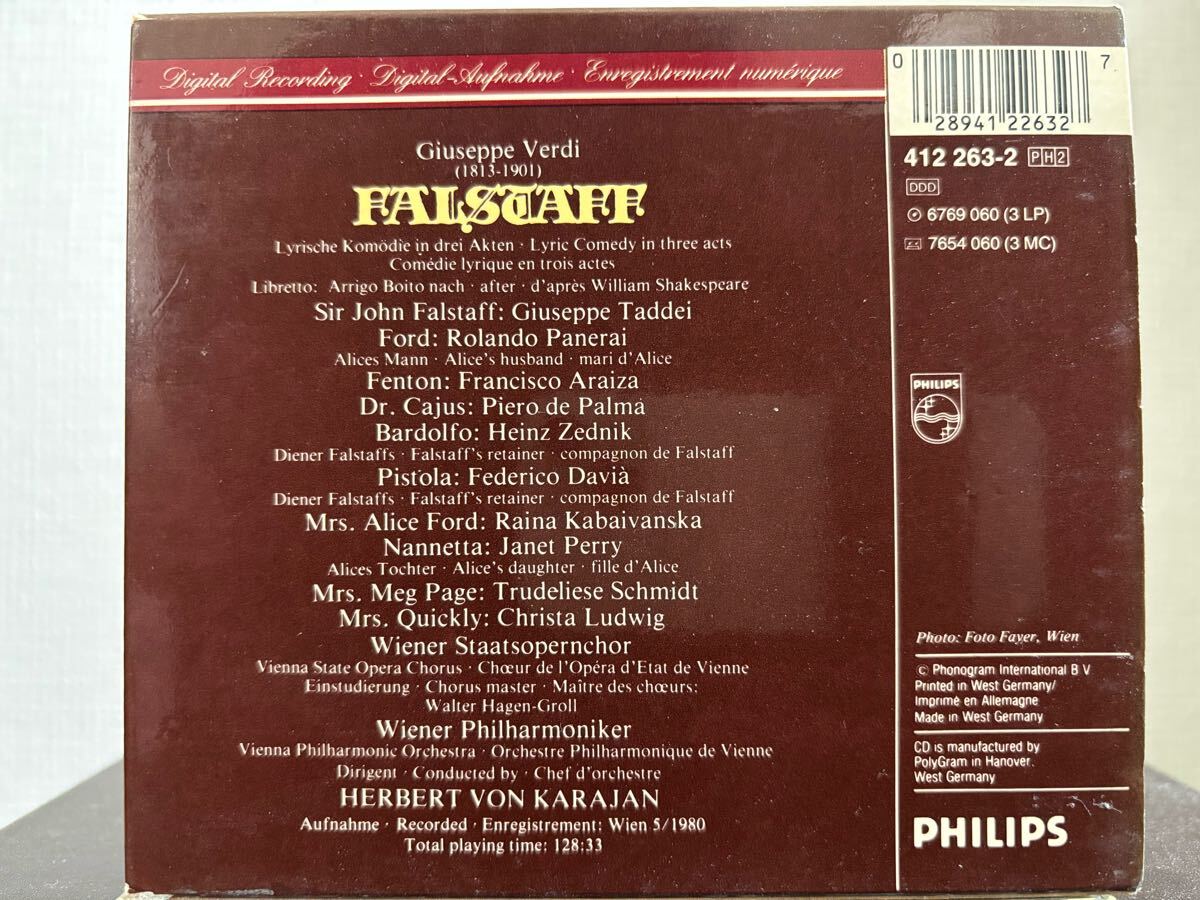 Digital Recording · Digital-Aufnahme · Enregistrement numérique
Giuseppe Verdi
(1813-1901)
FALSTAFF
Lyrische Komödie in drei Akten · Lyric Comedy in three acts
Comédie lyrique en trois actes
Libretto: Arrigo Boito nach · after · d'après William Shakespeare
Sir John Falstaff: Giuseppe Taddei
Ford: Rolando Panerai
Alices Mann · Alice's husband · mari d'Alice
Fenton: Francisco Araiza
Dr. Cajus: Piero de Palma
Bardolfo: Heinz Zednik
Diener Falstaffs · Falstaff's retainer · compagnon de Falstaff
Pistola: Federico Davià
Diener Falstaffs · Falstaff's retainer · compagnon de Falstaff
Mrs. Alice Ford: Raina Kabaivanska
Nannetta: Janet Perry
Alices Tochter · Alice's daughter · fille d'Alice
Mrs. Meg Page: Trudeliese Schmidt
Mrs. Quickly: Christa Ludwig
Wiener Staatsopernchor
Vienna State Opera Chorus · Chœur de l'Opéra d'Etat de Vienne
Einstudierung · Chorus master · Maître des chœurs:
Walter Hagen-Groll
Wiener Philharmoniker
Vienna Philharmonic Orchestra · Orchestre Philharmonique de Vienne
Dirigent · Conducted by · Chef d'orchestre
HERBERT VON KARAJAN
Aufnahme · Recorded · Enregistrement: Wien 5/1980
Total playing time: 128:33
0 28941 22632 7
412 263-2 PH2
DDD
6769 060 (3 LP)
7654 060 (3 MC)
PHILIPS
Photo: Foto Fayer, Wien
© Phonogram International B V
Printed in West Germany/
Imprimé en Allemagne
Made in West Germany
CD is manufactured by
PolyGram in Hanover.
West Germany
PHILIPS